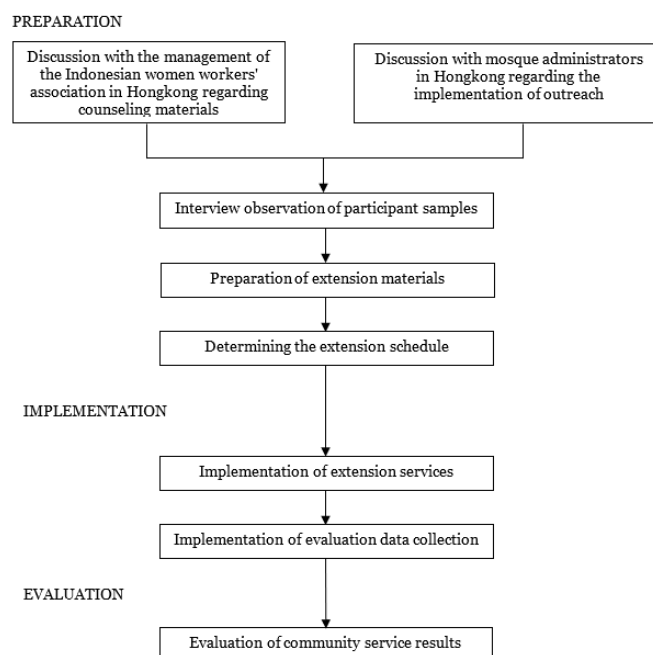 PREPARATION
Discussion with the management of
the Indonesian women workers'
association in Hongkong regarding
counseling materials
Discussion with mosque administrators
in Hongkong regarding the
implementation of outreach
Interview observation of participant samples
Preparation of extension materials
Determining the extension schedule
IMPLEMENTATION
Implementation of extension services
Implementation of evaluation data collection
EVALUATION
Evaluation of community service results